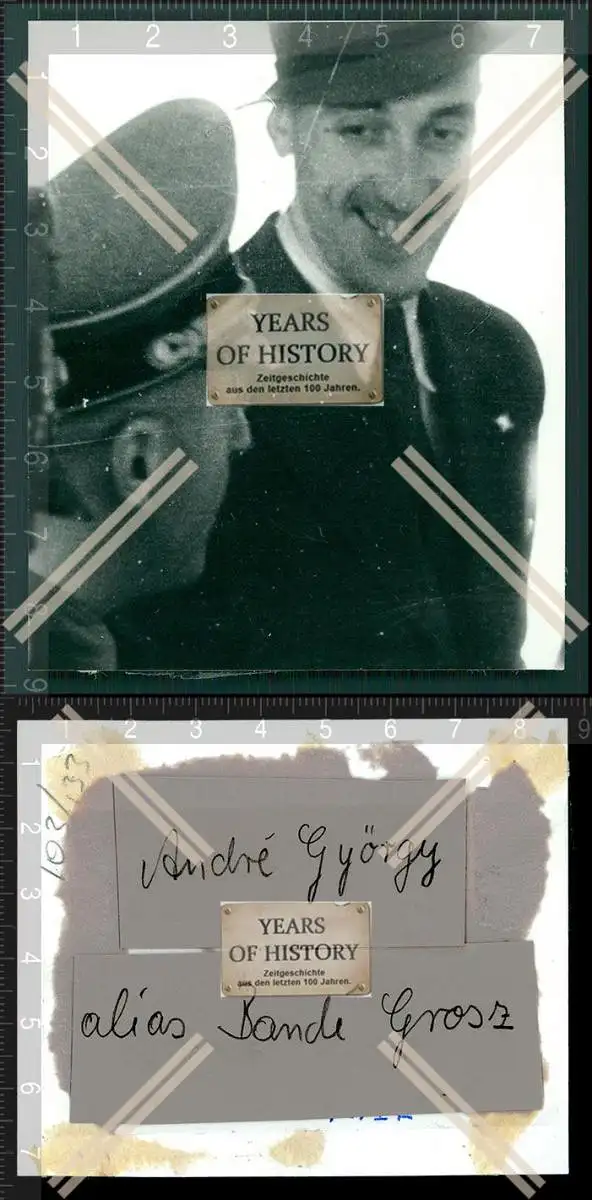 1 2 3 4 5 6 7
1
2
3
4
5
6
7
8
9
YEARS
OF HISTORY
Zeitgeschichte
aus den letzten 100 Jahren.
1 2 3 4 5 6 7 8 9
1
2
3
4
5
6
7
103/33
André György
YEARS
OF HISTORY
Zeitgeschichte
aus den letzten 100 Jahren.
alias Bandi Grosz